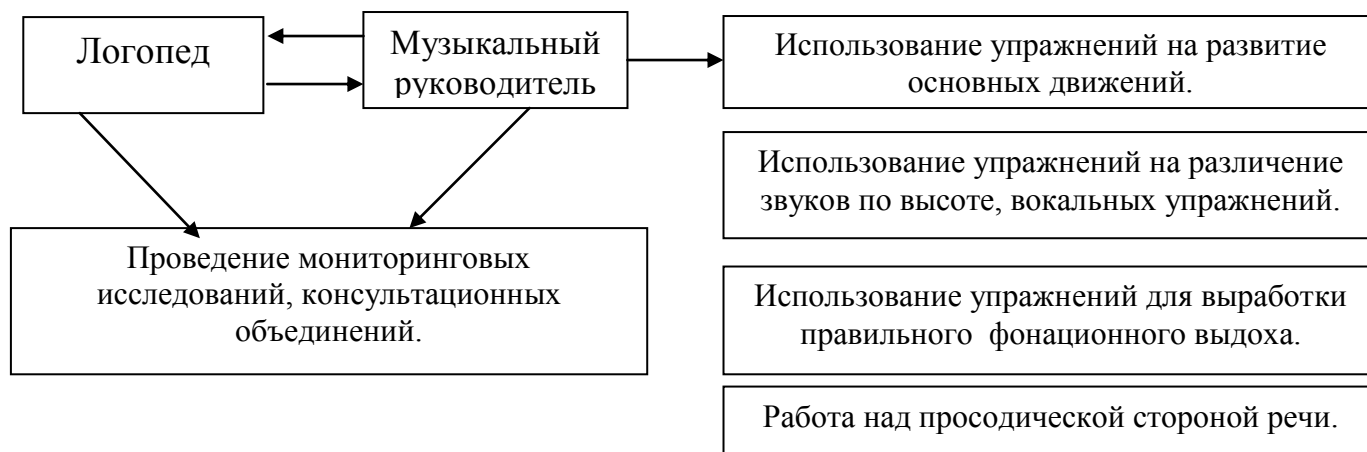 Логопед
Музыкальный
руководитель
Использование упражнений на развитие
основных движений.
Использование упражнений на различение
звуков по высоте, вокальных упражнений.
Проведение мониторинговых
исследований, консультационных
объединений.
Использование упражнений для выработки
правильного фонационного выдоха.
Работа над просодической стороной речи.